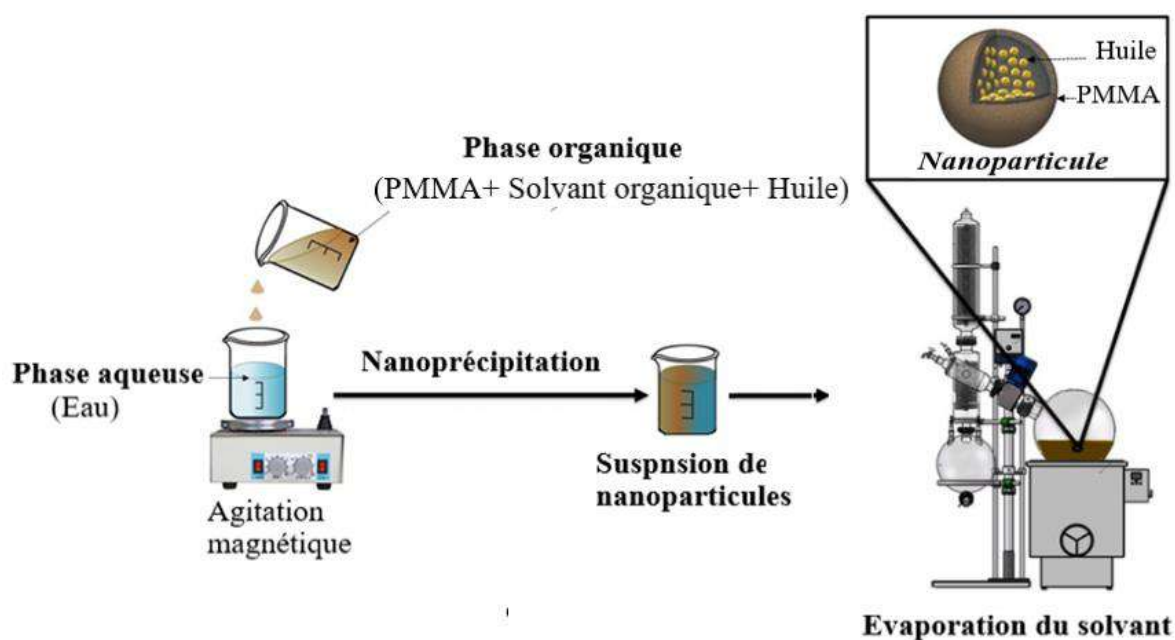 Huile
PMMA
Nanoparticule
Phase organique
(PMMA+ Solvant organique+ Huile)
Phase aqueuse
(Eau)
Nanoprécipitation
Suspnsion de
nanoparticules
Agitation
magnétique
Evaporation du solvant